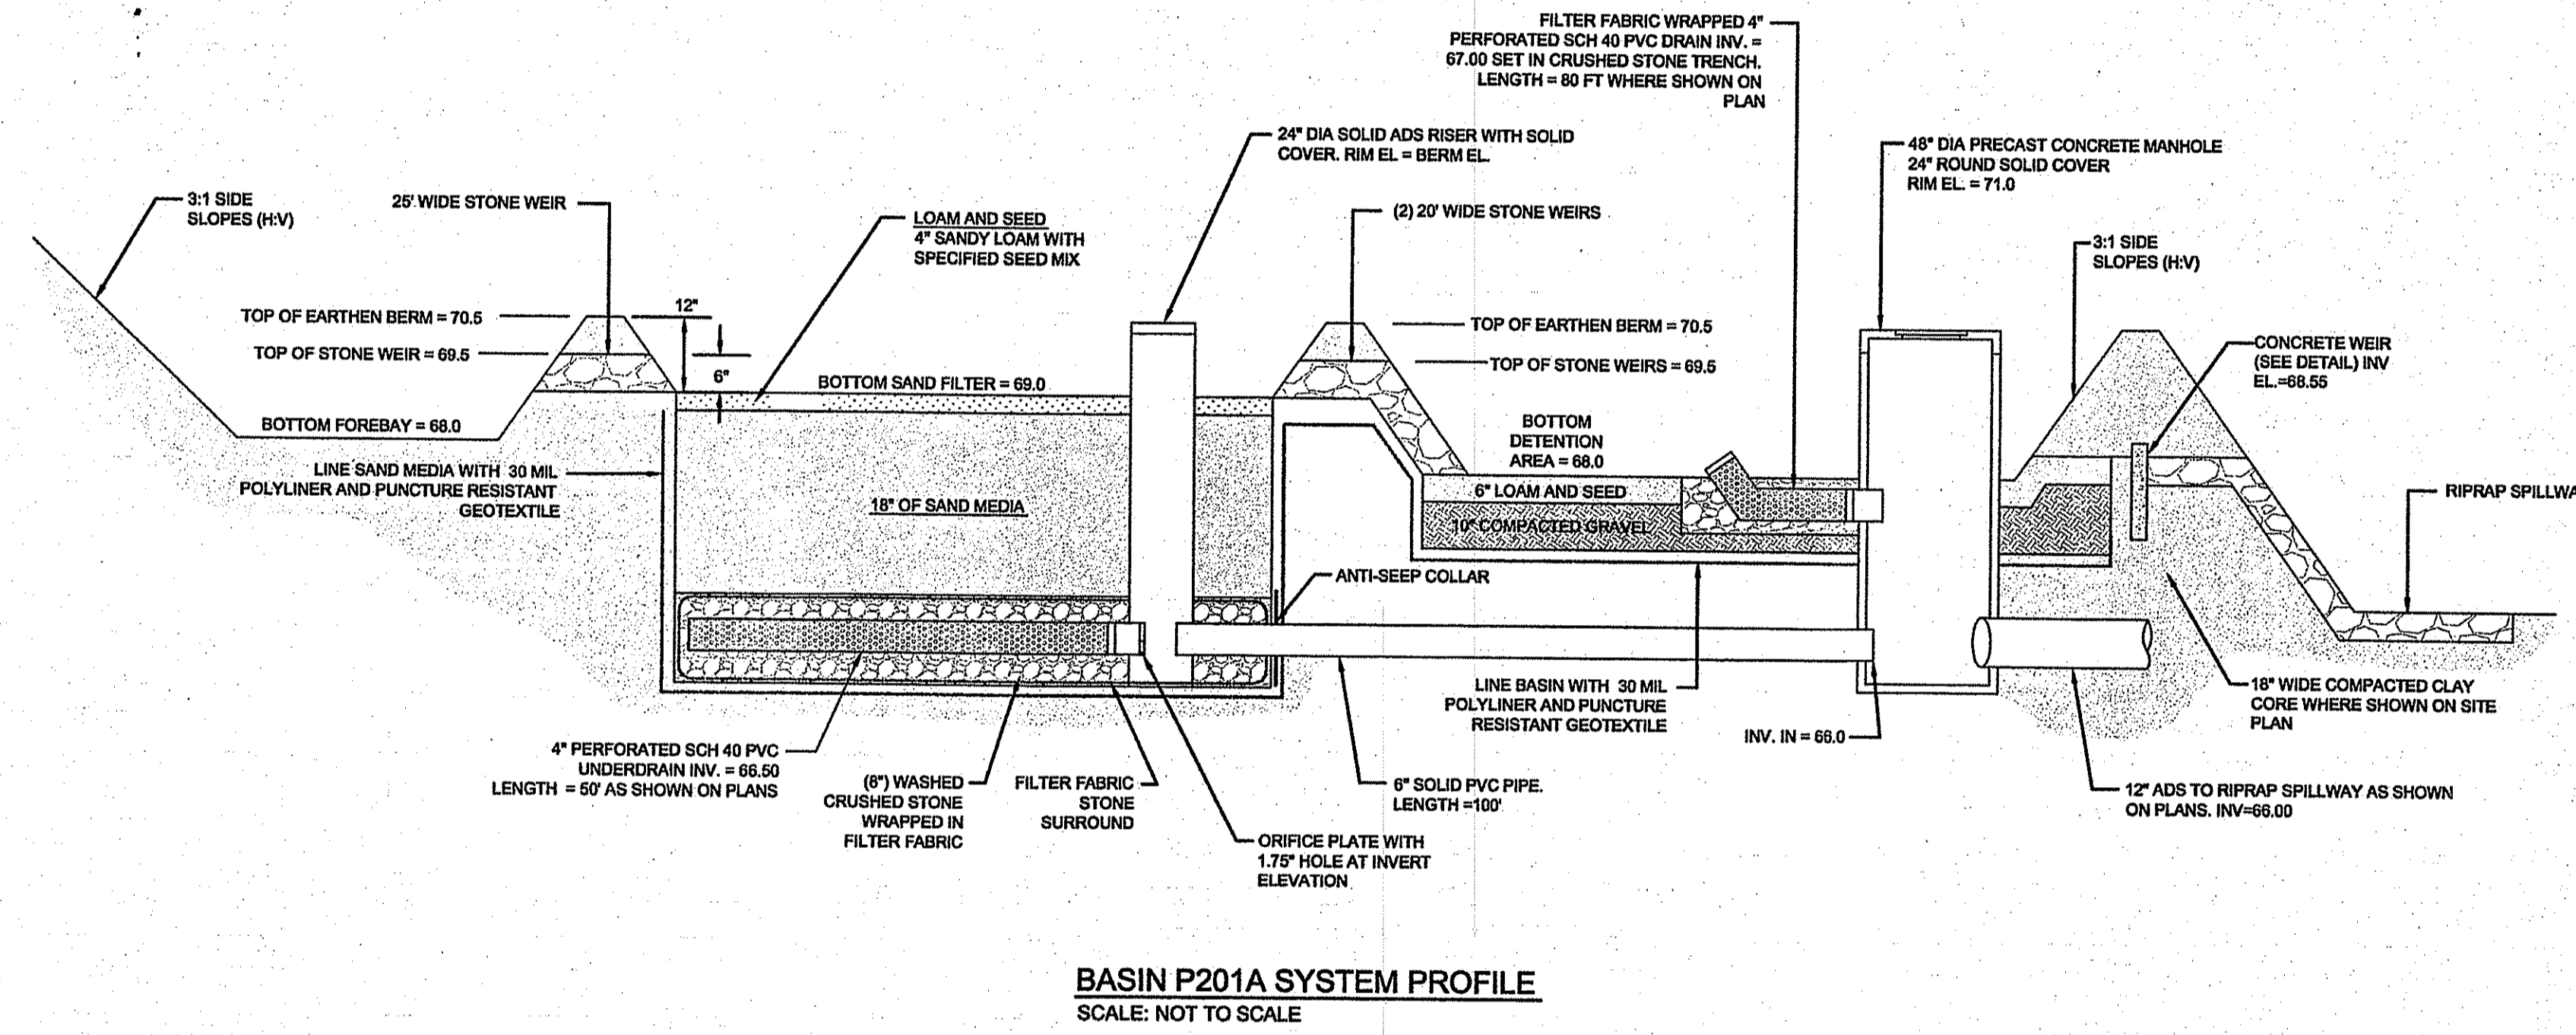 FILTER FABRIC WRAPPED 4"
PERFORATED SCH 40 PVC DRAIN INV. =
67.00 SET IN CRUSHED STONE TRENCH.
LENGTH = 80 FT WHERE SHOWN ON
PLAN
24" DIA SOLID ADS RISER WITH SOLID
COVER. RIM EL = BERM EL.
48" DIA PRECAST CONCRETE MANHOLE
24" ROUND SOLID COVER
RIM EL. = 71.0
3:1 SIDE
SLOPES (H:V)
25' WIDE STONE WEIR
LOAM AND SEED
4" SANDY LOAM WITH
SPECIFIED SEED MIX
(2) 20' WIDE STONE WEIRS
3:1 SIDE
SLOPES (H:V)
12"
TOP OF EARTHEN BERM = 70.5
TOP OF STONE WEIR = 69.5
6"
BOTTOM SAND FILTER = 69.0
TOP OF EARTHEN BERM = 70.5
TOP OF STONE WEIRS = 69.5
CONCRETE WEIR
(SEE DETAIL) INV
EL.=68.55
BOTTOM FOREBAY = 68.0
BOTTOM
DETENTION
AREA = 68.0
LINE SAND MEDIA WITH 30 MIL
POLYLINER AND PUNCTURE RESISTANT
GEOTEXTILE
18" OF SAND MEDIA
6" LOAM AND SEED
10" COMPACTED GRAVEL
RIPRAP SPILLWA
ANTI-SEEP COLLAR
LINE BASIN WITH 30 MIL
POLYLINER AND PUNCTURE
RESISTANT GEOTEXTILE
INV. IN = 66.0
18" WIDE COMPACTED CLAY
CORE WHERE SHOWN ON SITE
PLAN
4" PERFORATED SCH 40 PVC
UNDERDRAIN INV. = 66.50
LENGTH = 50' AS SHOWN ON PLANS
(8") WASHED
CRUSHED STONE
WRAPPED IN
FILTER FABRIC
FILTER FABRIC
STONE
SURROUND
6" SOLID PVC PIPE.
LENGTH =100'
12" ADS TO RIPRAP SPILLWAY AS SHOWN
ON PLANS. INV=66.00
ORIFICE PLATE WITH
1.75" HOLE AT INVERT
ELEVATION
BASIN P201A SYSTEM PROFILE
SCALE: NOT TO SCALE